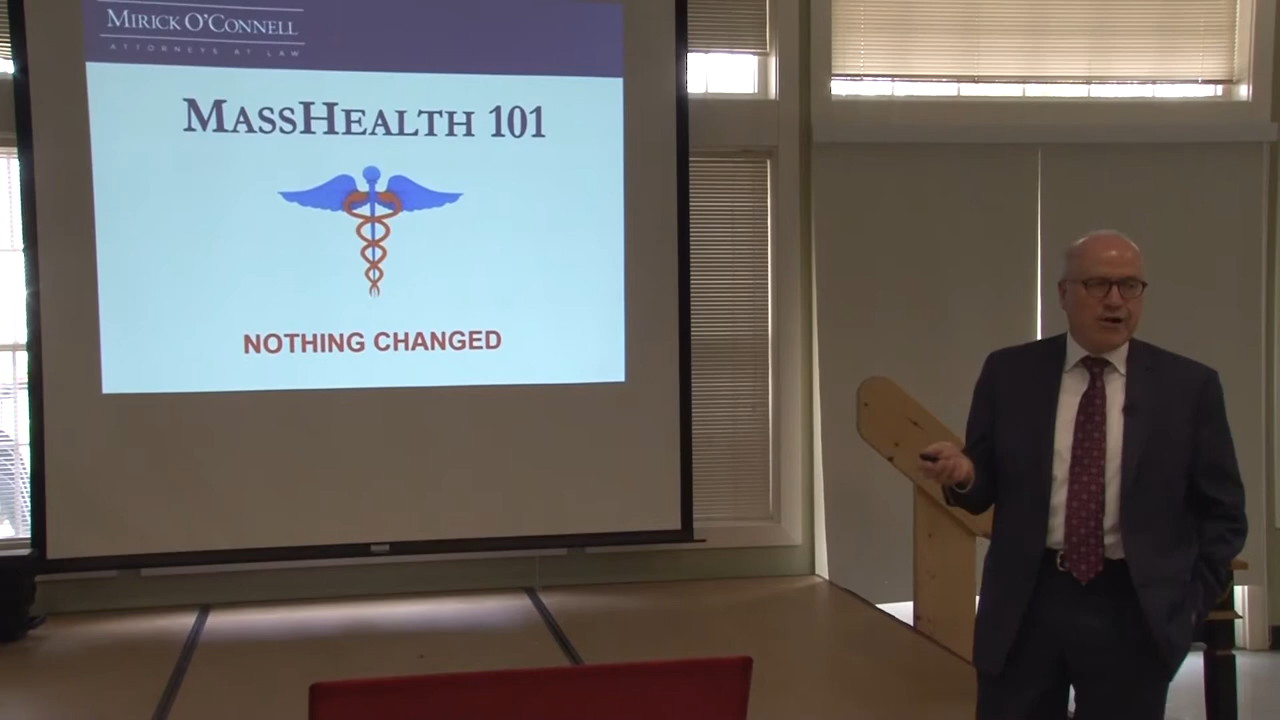 MIRICK O'CONNELL
ATTORNEYS AT LAW
MASSHEALTH 101
NOTHING CHANGED